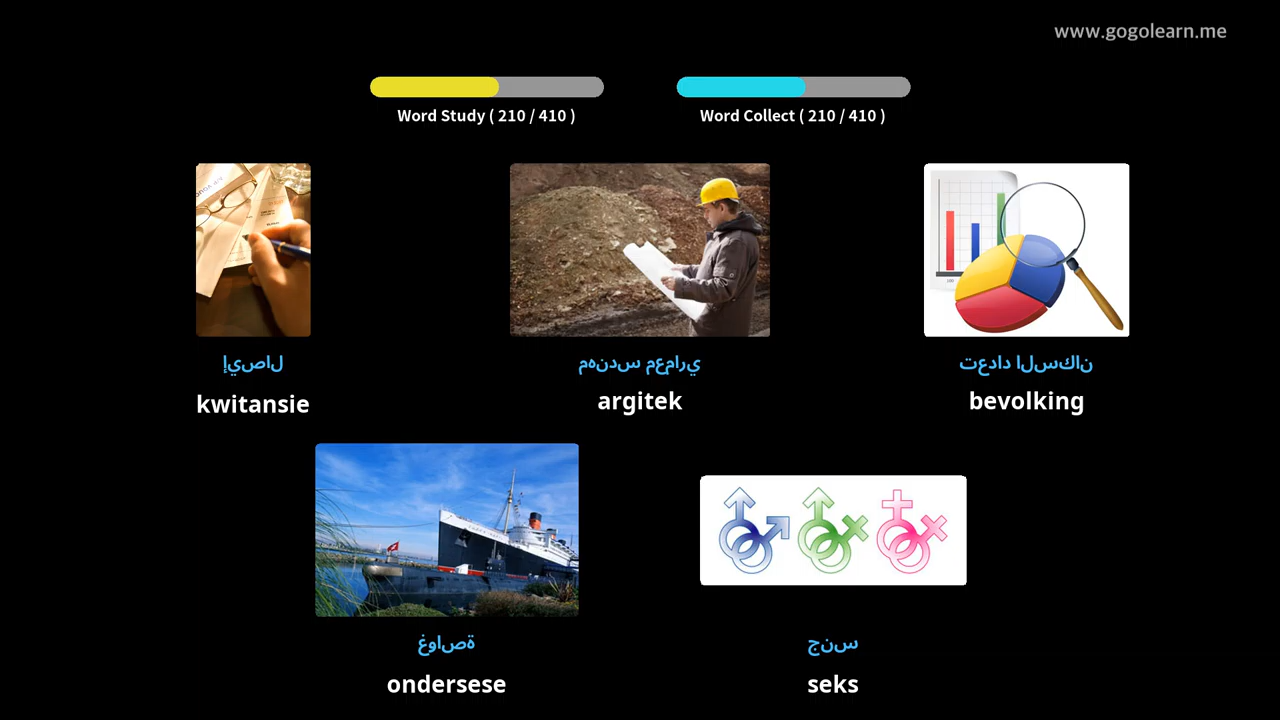 www.gogolearn.me
Word Study ( 210 / 410 )
Word Collect ( 210 / 410 )
إيصال
مهندس معماري
تعداد السكان
kwitansie
argitek
bevolking
غواصة
جنس
ondersese
seks